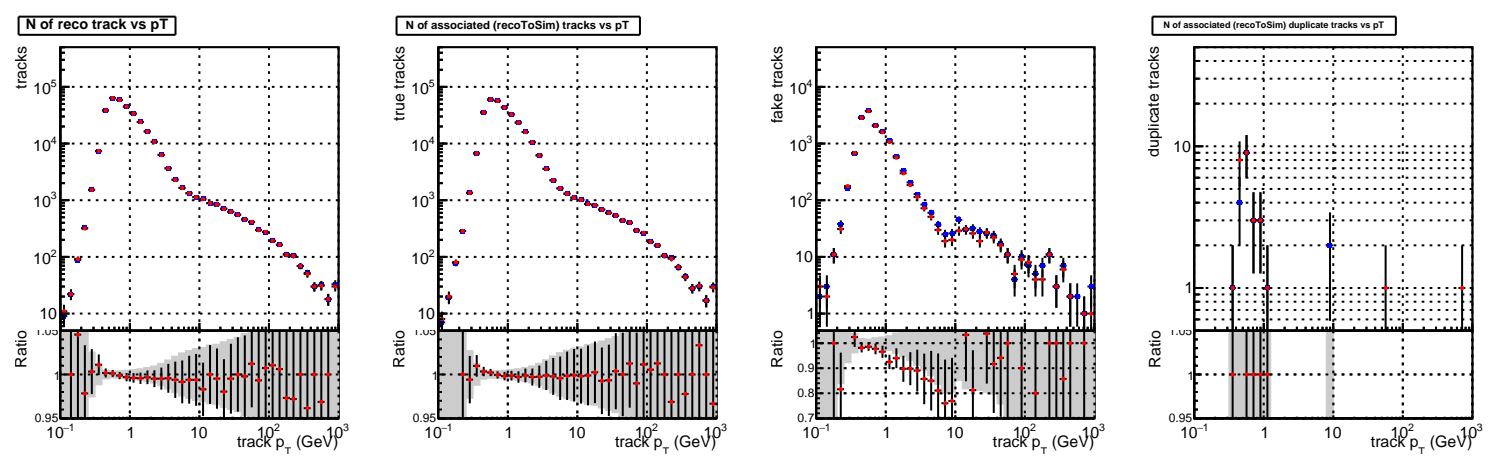 N of reco track vs pT
tracks
10^5
10^4
10^3
10^2
10
1.05
Ratio
1
0.95
10^-1 1 10 10^2 10^3
track p_T (GeV)
N of associated (recoToSim) tracks vs pT
true tracks
10^5
10^4
10^3
10^2
10
1.05
Ratio
1
0.95
10^-1 1 10 10^2 10^3
track p_T (GeV)
fake tracks
10^4
10^3
10^2
10
1
Ratio
1
0.9
0.8
0.7
10^-1 1 10 10^2 10^3
track p_T (GeV)
N of associated (recoToSim) duplicate tracks vs pT
duplicate tracks
10
1
1.05
Ratio
1
0.95
10^-1 1 10 10^2 10^3
track p_T (GeV)